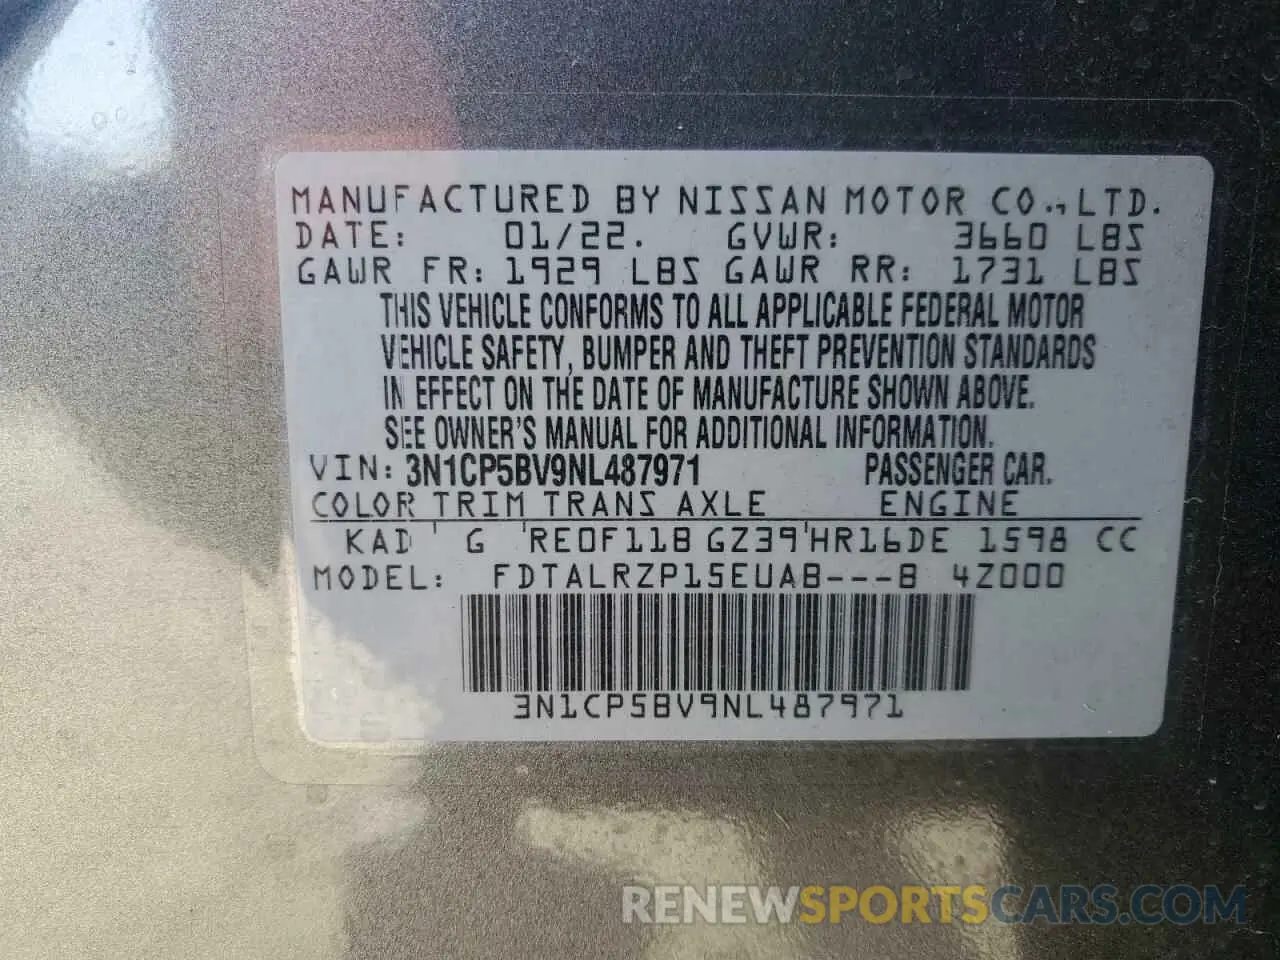 MANUFACTURED BY NISSAN MOTOR CO., LTD.
DATE: 01/22. GVWR: 3660 LBS
GAWR FR: 1929 LBS GAWR RR: 1731 LBS
THIS VEHICLE CONFORMS TO ALL APPLICABLE FEDERAL MOTOR
VEHICLE SAFETY, BUMPER AND THEFT PREVENTION STANDARDS
IN EFFECT ON THE DATE OF MANUFACTURE SHOWN ABOVE.
SEE OWNER'S MANUAL FOR ADDITIONAL INFORMATION.
VIN: 3N1CP5BV9NL487971 PASSENGER CAR.
COLOR TRIM TRANS AXLE ENGINE
KAD ' G 'RE0F11B GZ39'HR16DE 1598 CC
MODEL: FDTALRZP15EUAB---B 4Z000
3N1CP5BV9NL487971
RENEWSPORTSCARS.COM